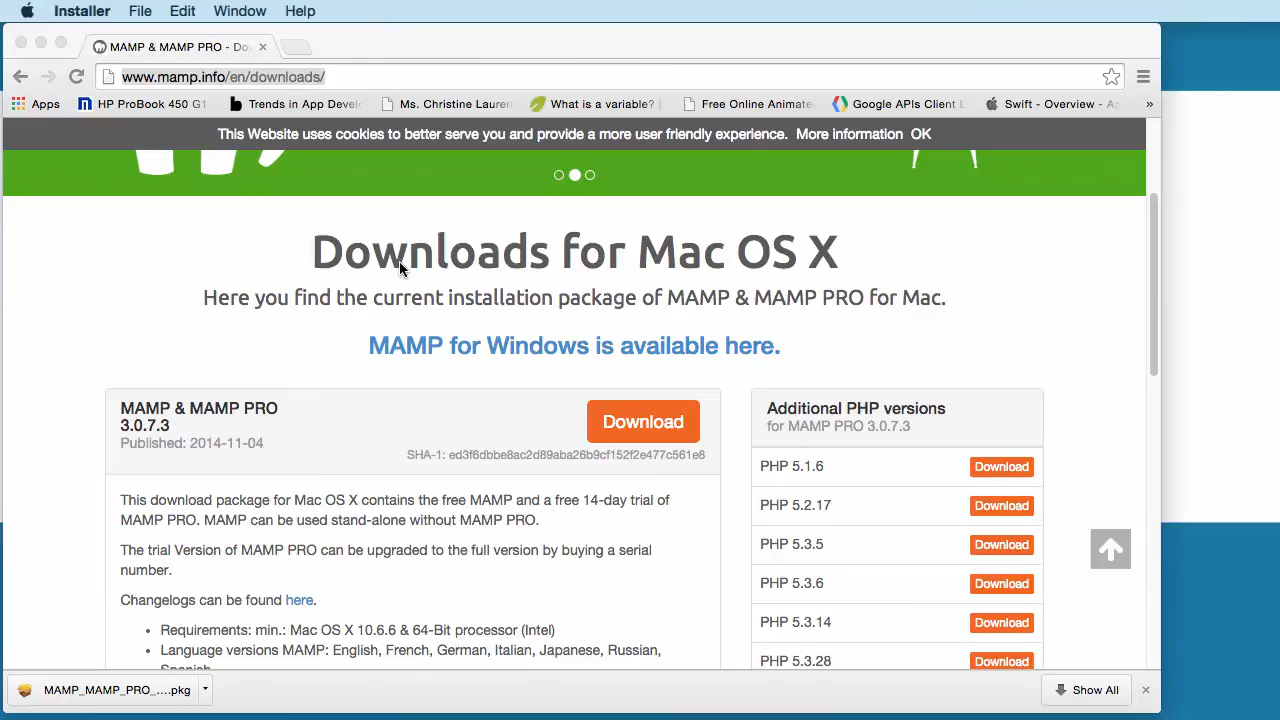 Installer File Edit Window Help
MAMP & MAMP PRO - Do
www.mamp.info/en/downloads/
Apps HP ProBook 450 G1 Trends in App Devel Ms. Christine Lauren What is a variable? | Free Online Animate Google APIs Client L Swift - Overview - Ap »
This Website uses cookies to better serve you and provide a more user friendly experience. More information OK
Downloads for Mac OS X
Here you find the current installation package of MAMP & MAMP PRO for Mac.
MAMP for Windows is available here.
MAMP & MAMP PRO
3.0.7.3
Published: 2014-11-04
Download
SHA-1: ed3f6dbbe8ac2d89aba26b9cf152f2e477c561e8
This download package for Mac OS X contains the free MAMP and a free 14-day trial of
MAMP PRO. MAMP can be used stand-alone without MAMP PRO.
The trial Version of MAMP PRO can be upgraded to the full version by buying a serial
number.
Changelogs can be found here.
• Requirements: min.: Mac OS X 10.6.6 & 64-Bit processor (Intel)
• Language versions MAMP: English, French, German, Italian, Japanese, Russian,
Spanish
Additional PHP versions
for MAMP PRO 3.0.7.3
PHP 5.1.6 Download
PHP 5.2.17 Download
PHP 5.3.5 Download
PHP 5.3.6 Download
PHP 5.3.14 Download
PHP 5.3.28 Download
MAMP_MAMP_PRO_....pkg
Show All